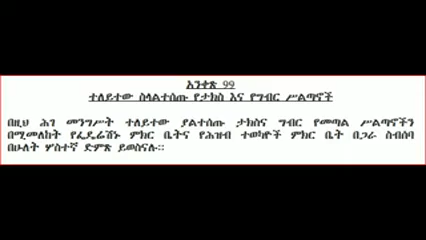 አንቀጽ 99
ተለይተው ስላልተሰጡ የታክስ እና የግብር ሥልጣኖች
በዚህ ሕገ መንግሥት ተለይተው ያልተሰጡ ታክስና ግብር የመጣል ሥልጣኖችን
በሚመለከት የፌዴሬሽኑ ምክር ቤትና የሕዝብ ተወካዮች ምክር ቤት በጋራ ስብሰባ
በሁለት ሦስተኛ ድምጽ ይወስናሉ።